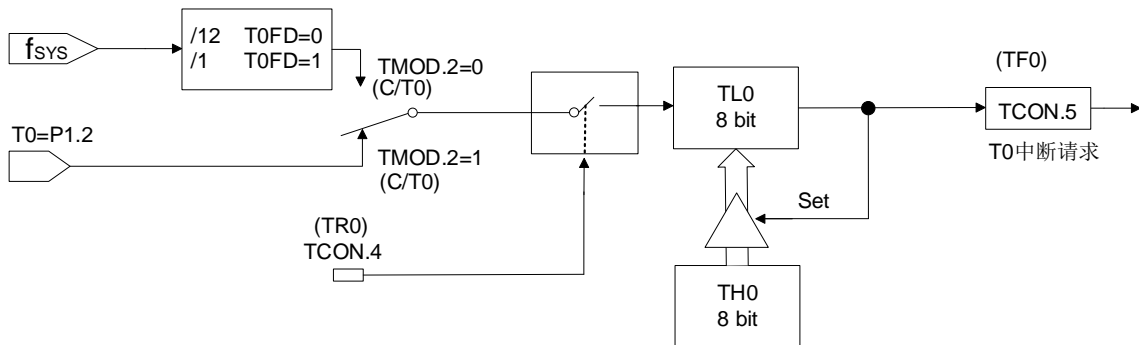 fSYS
/12 T0FD=0
/1 T0FD=1
TMOD.2=0
(C/T0)
T0=P1.2
TMOD.2=1
(C/T0)
(TR0)
TCON.4
TL0
8 bit
Set
TH0
8 bit
(TF0)
TCON.5
T0中断请求